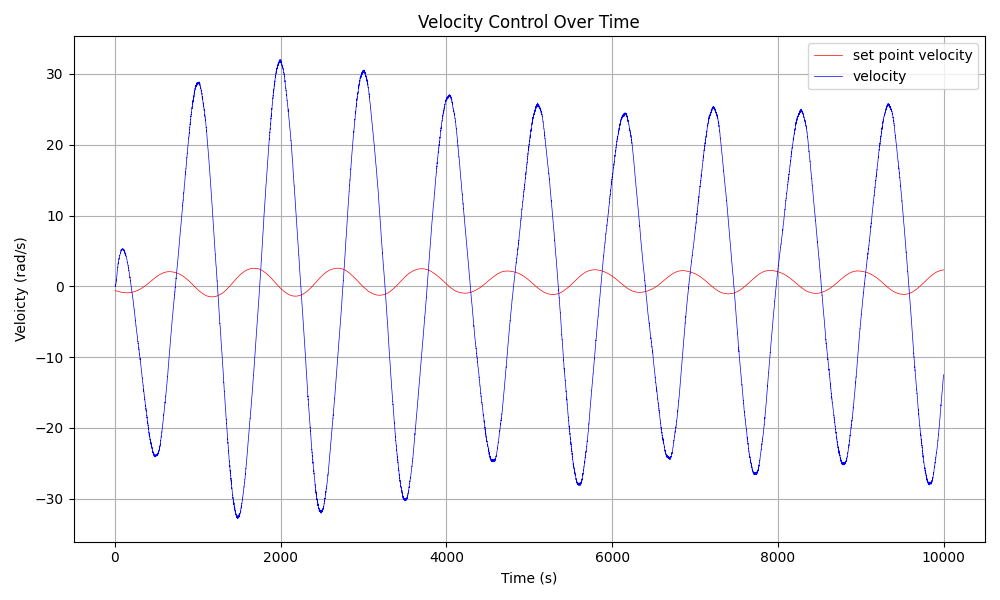 Velocity Control Over Time
set point velocity
velocity
30
20
10
0
−10
−20
−30
Veloicty (rad/s)
0
2000
4000
6000
8000
10000
Time (s)